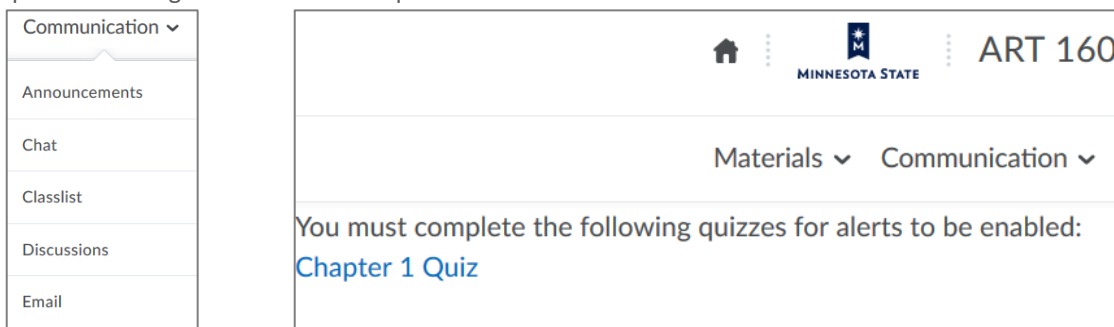 Communication
Announcements
Chat
Classlist
Discussions
Email
MINNESOTA STATE
ART 160
Materials Communication
You must complete the following quizzes for alerts to be enabled:
Chapter 1 Quiz